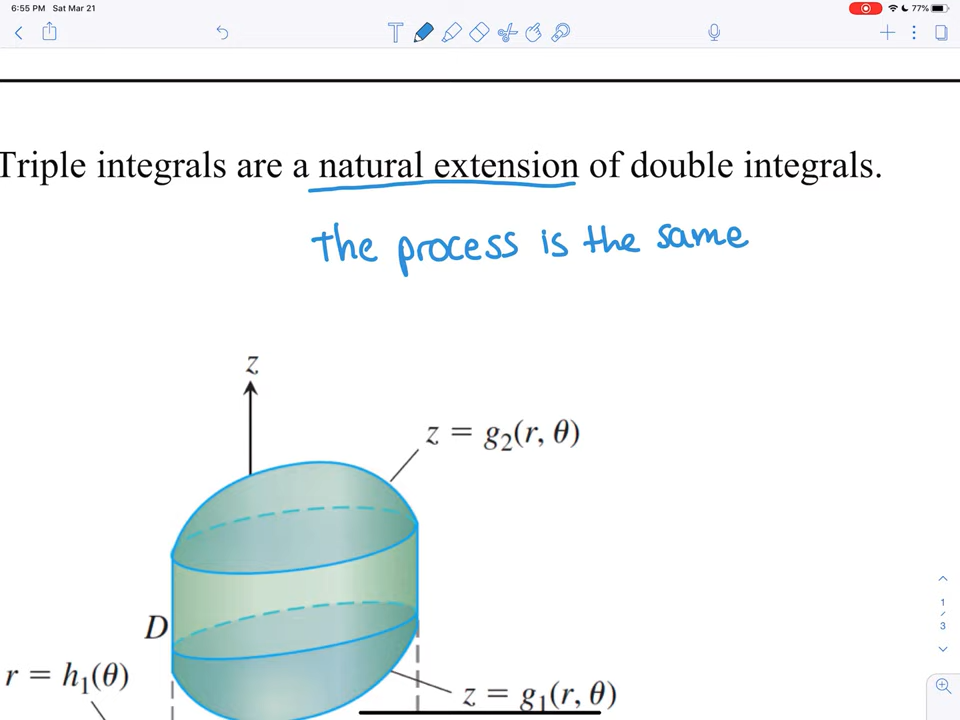 6:55 PM Sat Mar 21
77%
T
Triple integrals are a natural extension of double integrals.
the process is the same
z
z = g₂(r, θ)
D
1
/
3
r = h₁(θ)
z = g₁(r, θ)